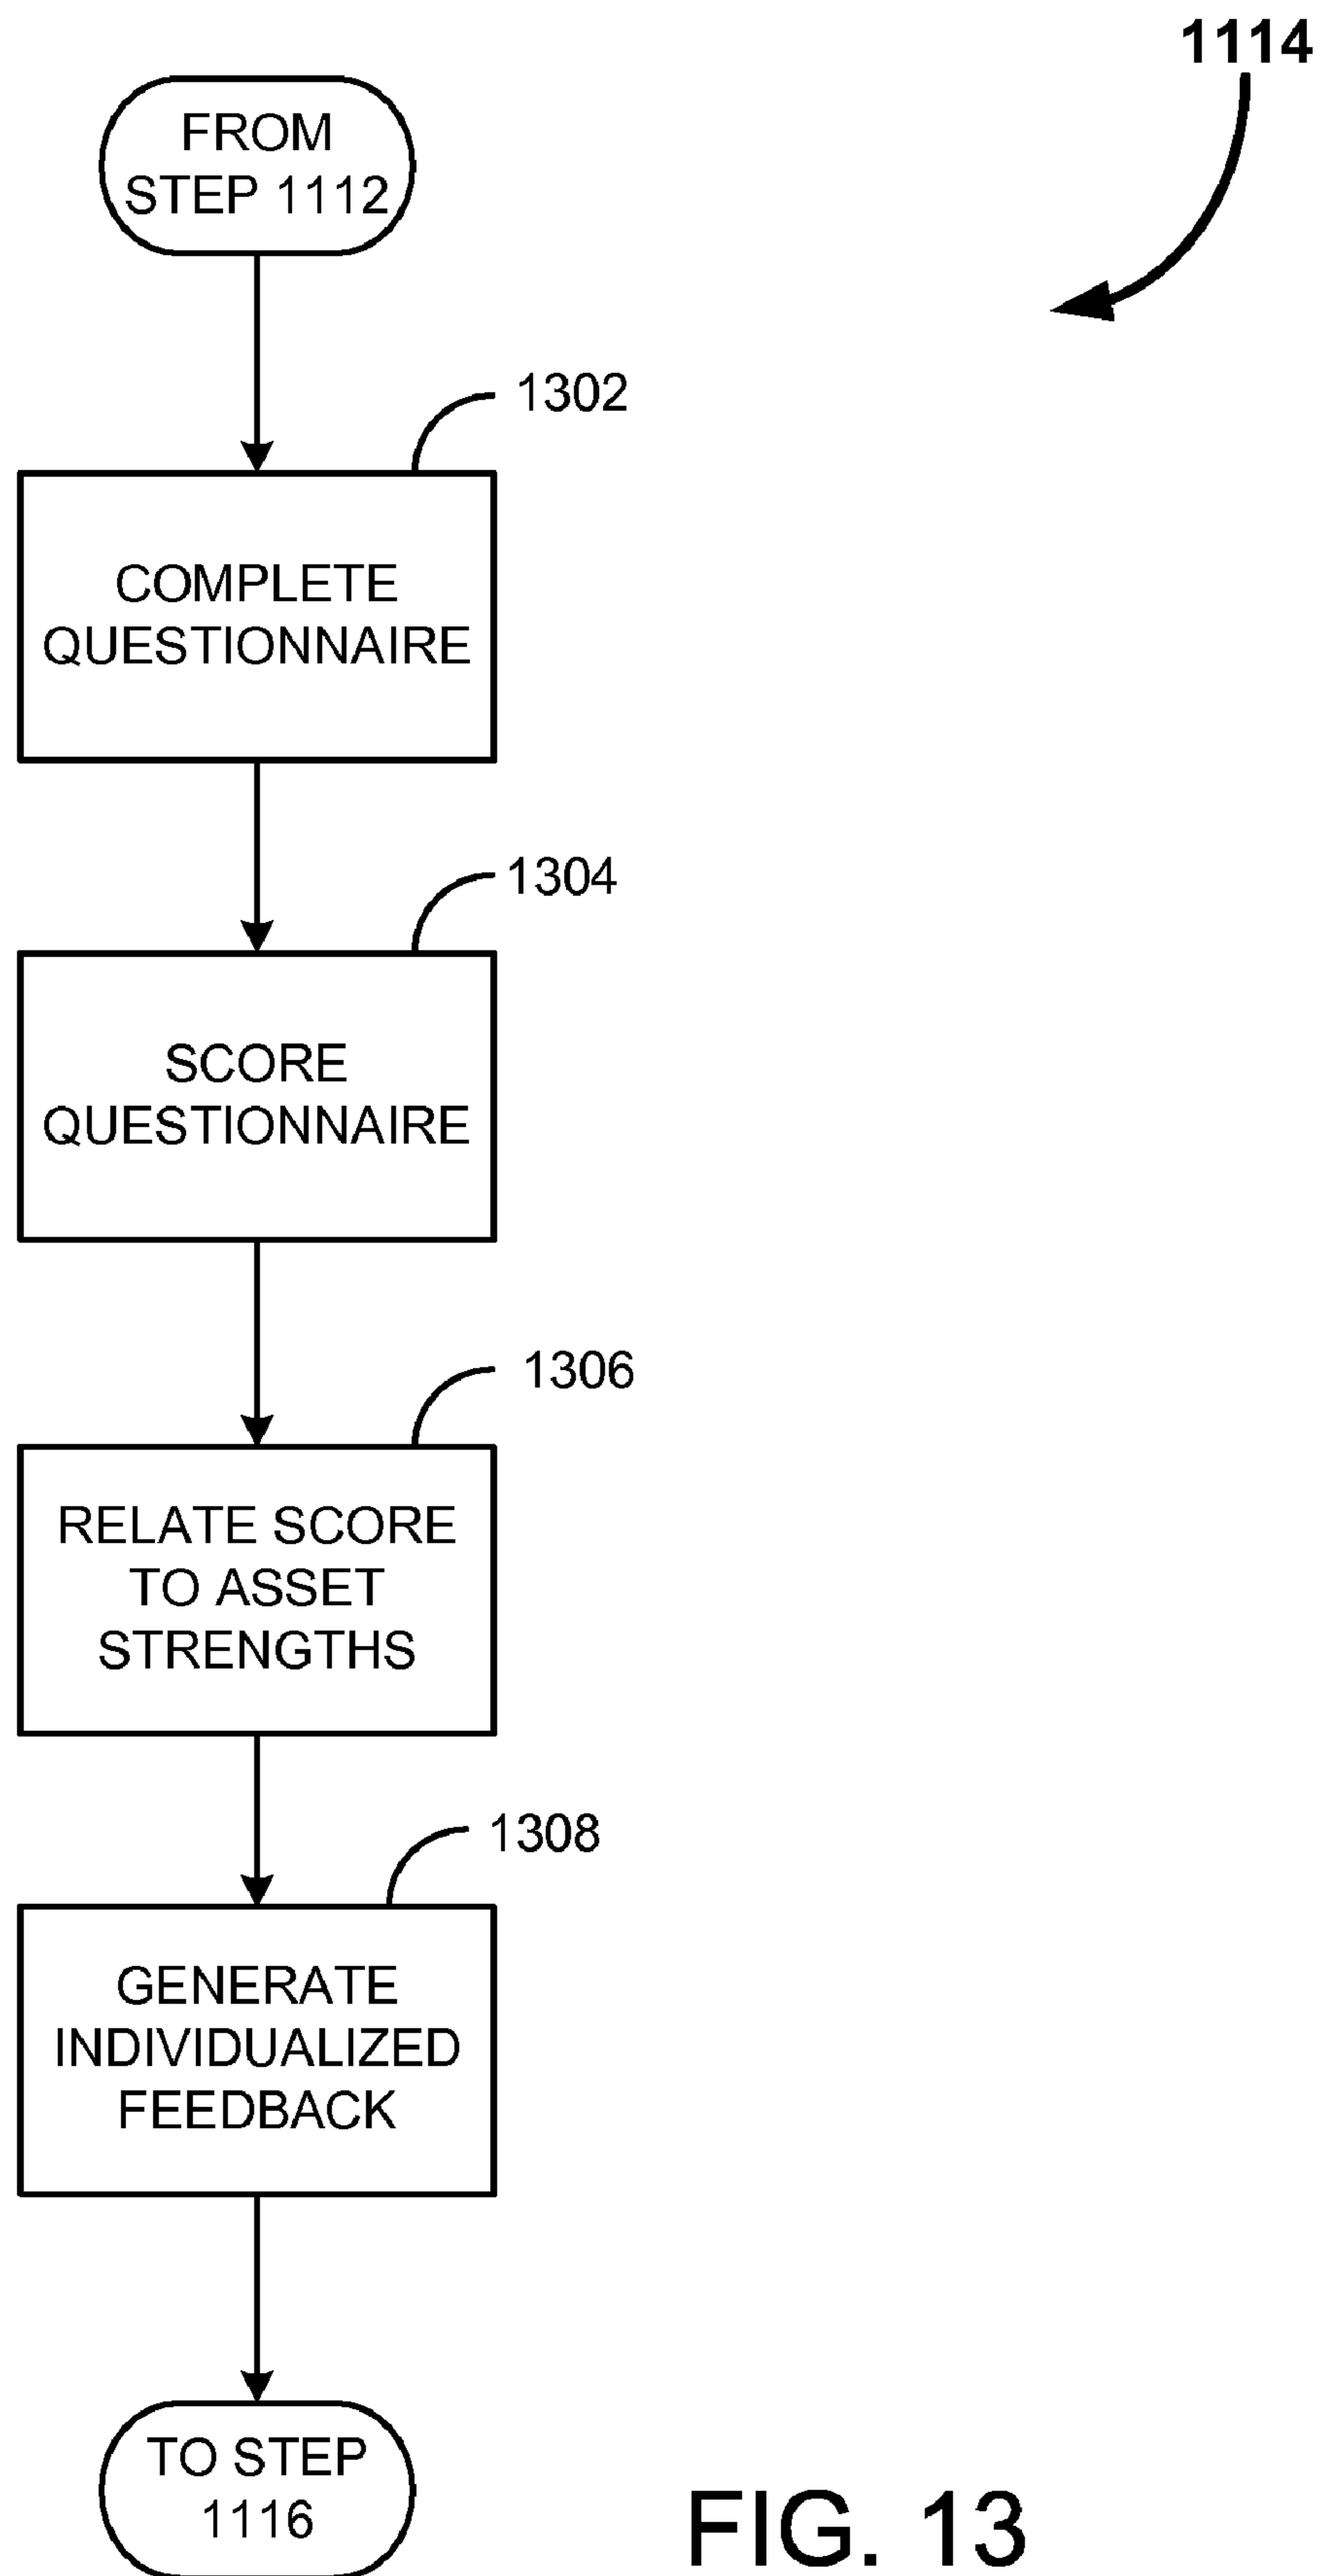 1114
FROM
STEP 1112
1302
COMPLETE
QUESTIONNAIRE
1304
SCORE
QUESTIONNAIRE
1306
RELATE SCORE
TO ASSET
STRENGTHS
1308
GENERATE
INDIVIDUALIZED
FEEDBACK
TO STEP
1116
FIG. 13